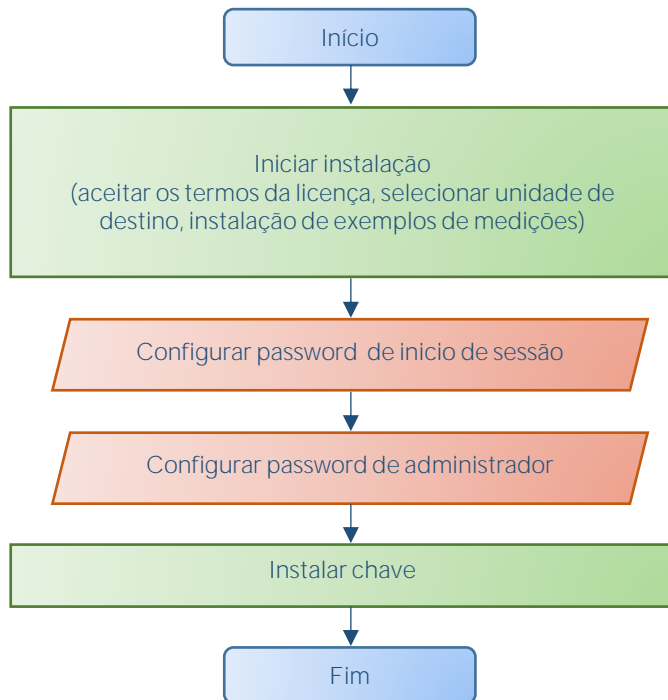 Início
Iniciar instalação
(aceitar os termos da licença, selecionar unidade de
destino, instalação de exemplos de medições)
Configurar password de inicio de sessão
Configurar password de administrador
Instalar chave
Fim